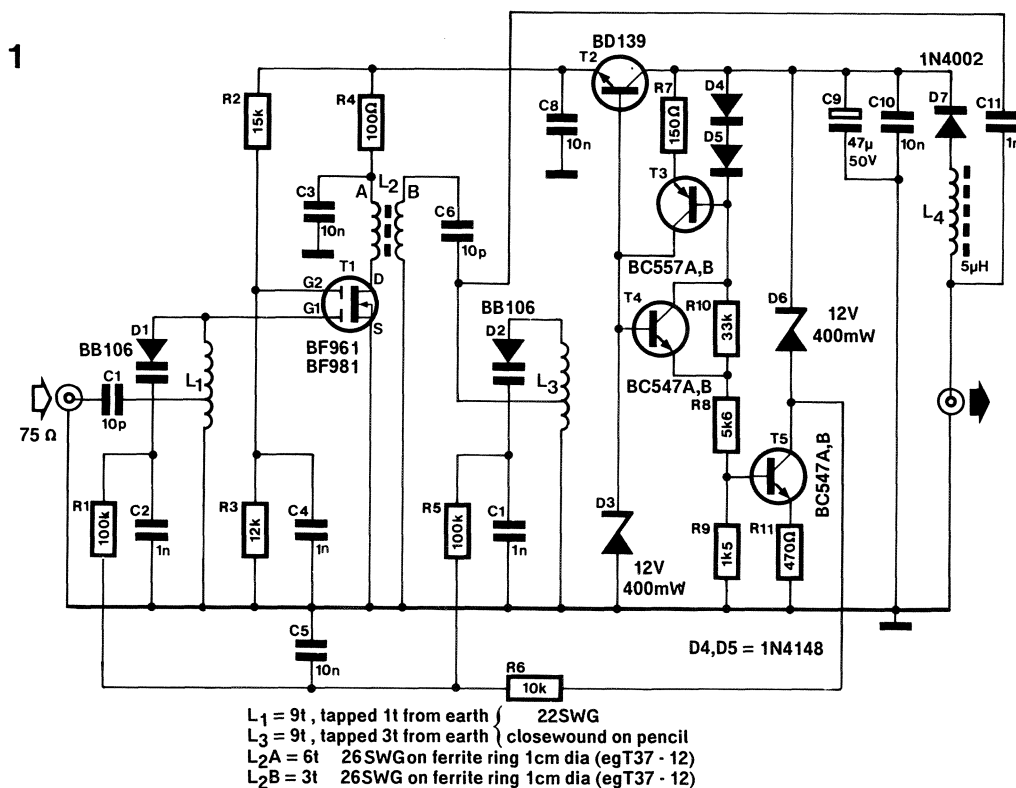 1
BD139
T2
1N4002
R2
15k
R4
100Ω
C8
10n
R7
150Ω
D4
D5
C9
47µ
50V
C10
10n
D7
C11
1n
C3
10n
A
L2
B
C6
10p
T3
BC557A,B
L4
5µH
T1
G2
G1
D
S
BF961
BF981
D1
BB106
L1
C1
10p
75 Ω
BB106
D2
L3
T4
BC547A,B
R10
33k
D6
12V
400mW
R8
5k6
T5
BC547A,B
R1
100k
C2
1n
R3
12k
C4
1n
R5
100k
C1
1n
D3
12V
400mW
R9
1k5
R11
470Ω
C5
10n
R6
10k
D4,D5 = 1N4148
L1 = 9t , tapped 1t from earth { 22SWG
L3 = 9t , tapped 3t from earth { closewound on pencil
L2A = 6t 26SWG on ferrite ring 1cm dia (eg T37 - 12)
L2B = 3t 26SWG on ferrite ring 1cm dia (eg T37 - 12)